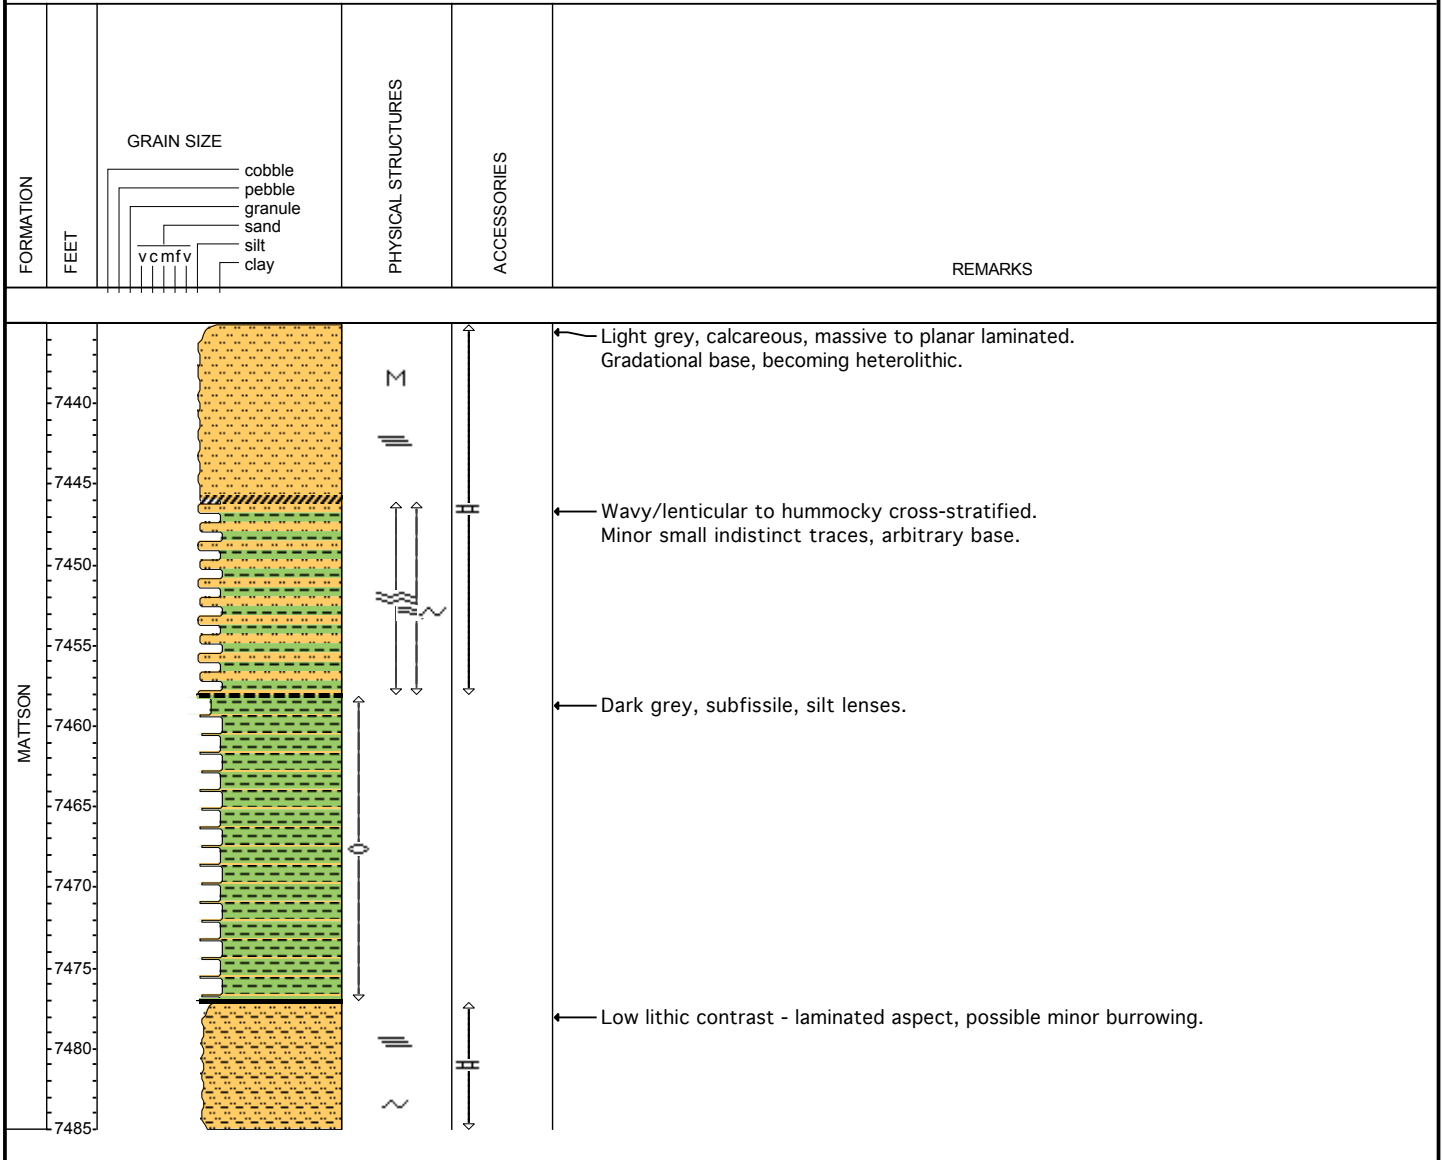 FORMATION
FEET
GRAIN SIZE
cobble
pebble
granule
sand
silt
clay
v c m f v
PHYSICAL STRUCTURES
ACCESSORIES
REMARKS
MATTSON
Light grey, calcareous, massive to planar laminated.
Gradational base, becoming heterolithic.
M
7440
7445
Wavy/lenticular to hummocky cross-stratified.
Minor small indistinct traces, arbitrary base.
7450
7455
Dark grey, subfissile, silt lenses.
7460
7465
7470
7475
Low lithic contrast - laminated aspect, possible minor burrowing.
7480
7485